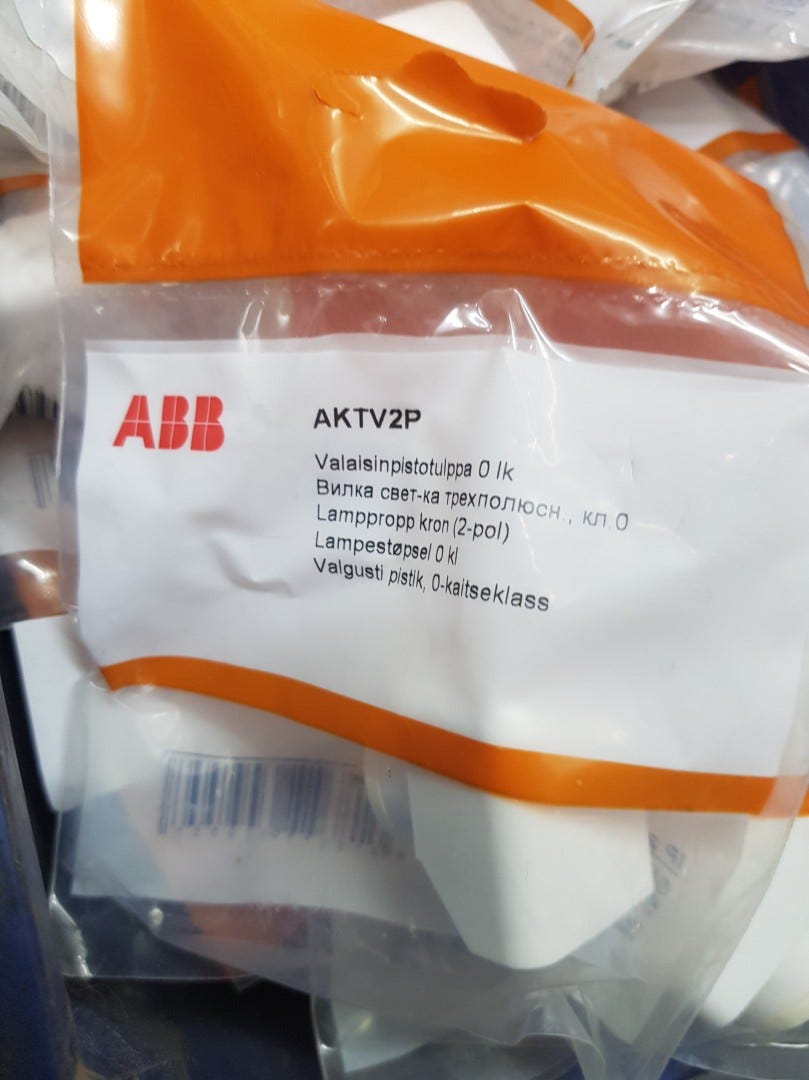 ABB
AKTV2P
Valaisinpistotulppa 0 lk
Вилка свет-ка трехполюсн., кл.0
Lamppropp kron (2-pol)
Lampestøpsel 0 kl
Valgusti pistik, 0-kaitseklass